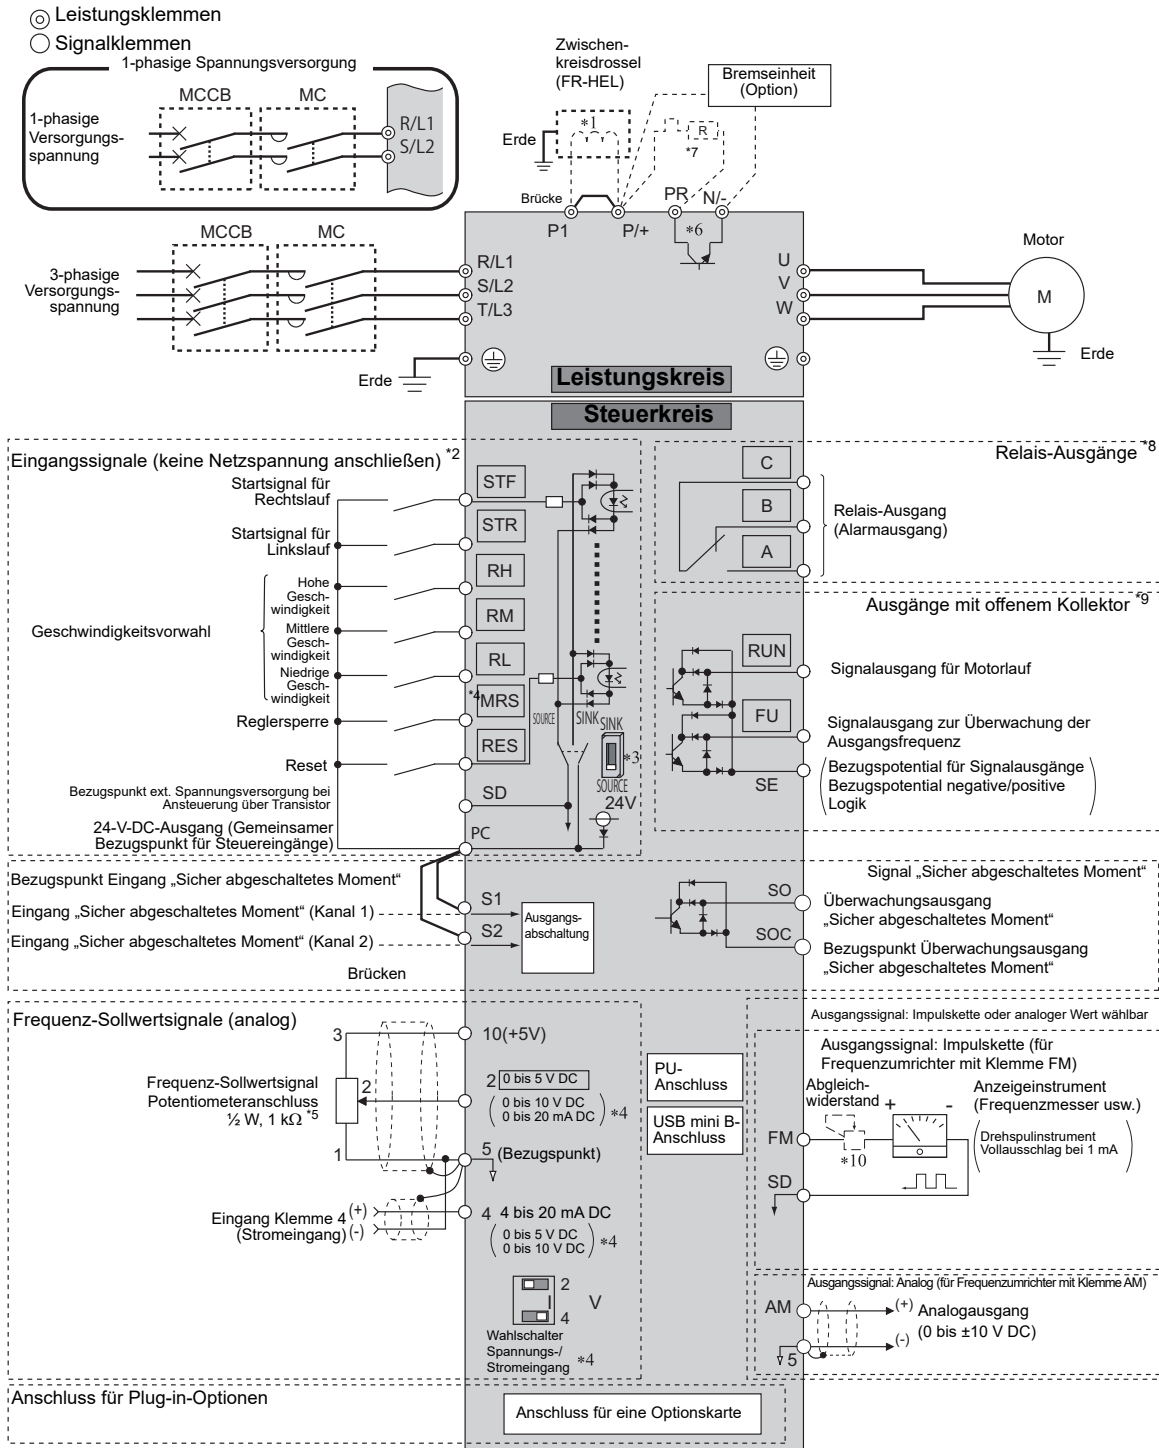 Leistungsklemmen
Signalklemmen
1-phasige Spannungsversorgung
MCCB
MC
1-phasige
Versorgungs-
spannung
R/L1
S/L2
Zwischen-
kreisdrossel
(FR-HEL)
Bremseinheit
(Option)
*1
Erde
R
*7
Brücke
PR
N/-
P1
P/+
*6
MCCB
MC
3-phasige
Versorgungs-
spannung
R/L1
S/L2
T/L3
U
V
W
Motor
M
Erde
Erde
Leistungskreis
Steuerkreis
Eingangssignale (keine Netzspannung anschließen) *2
Startsignal für
Rechtslauf
Startsignal für
Linkslauf
Hohe
Gesch-
windigkeit
Geschwindigkeitsvorwahl
Mittlere
Gesch-
windigkeit
Niedrige
Gesch-
windigkeit
Reglersperre
Reset
Bezugspunkt ext. Spannungsversorgung bei
Ansteuerung über Transistor
24-V-DC-Ausgang (Gemeinsamer
Bezugspunkt für Steuereingänge)
STF
STR
RH
RM
RL
*4
MRS
RES
SD
PC
SOURCE
SINK
SINK
*3
SOURCE
24V
Relais-Ausgänge *8
C
B
A
Relais-Ausgang
(Alarmausgang)
Ausgänge mit offenem Kollektor *9
RUN
Signalausgang für Motorlauf
FU
Signalausgang zur Überwachung der
Ausgangsfrequenz
SE
Bezugspotential für Signalausgänge
Bezugspotential negative/positive
Logik
Bezugspunkt Eingang „Sicher abgeschaltetes Moment“
Eingang „Sicher abgeschaltetes Moment“ (Kanal 1)
Eingang „Sicher abgeschaltetes Moment“ (Kanal 2)
Brücken
S1
S2
Ausgangs-
abschaltung
Signal „Sicher abgeschaltetes Moment“
SO
Überwachungsausgang
„Sicher abgeschaltetes Moment“
SOC
Bezugspunkt Überwachungsausgang
„Sicher abgeschaltetes Moment“
Frequenz-Sollwertsignale (analog)
3
2
1
Frequenz-Sollwertsignal
Potentiometeranschluss
½ W, 1 kΩ *5
Eingang Klemme 4 (+)
(Stromeingang) (-)
10(+5V)
2 0 bis 5 V DC
(0 bis 10 V DC
0 bis 20 mA DC) *4
5 (Bezugspunkt)
4 4 bis 20 mA DC
(0 bis 5 V DC
0 bis 10 V DC) *4
2
I
V
4
Wahlschalter
Spannungs-/
Stromeingang *4
PU-
Anschluss
USB mini B-
Anschluss
Ausgangssignal: Impulskette oder analoger Wert wählbar
Ausgangssignal: Impulskette (für
Frequenzumrichter mit Klemme FM)
Abgleich-
widerstand
+ -
Anzeigeinstrument
(Frequenzmesser usw.)
FM
*10
(Drehspulinstrument
Vollausschlag bei 1 mA)
SD
Ausgangssignal: Analog (für Frequenzumrichter mit Klemme AM)
AM
(+) Analogausgang
(0 bis ±10 V DC)
(-)
5
Anschluss für Plug-in-Optionen
Anschluss für eine Optionskarte